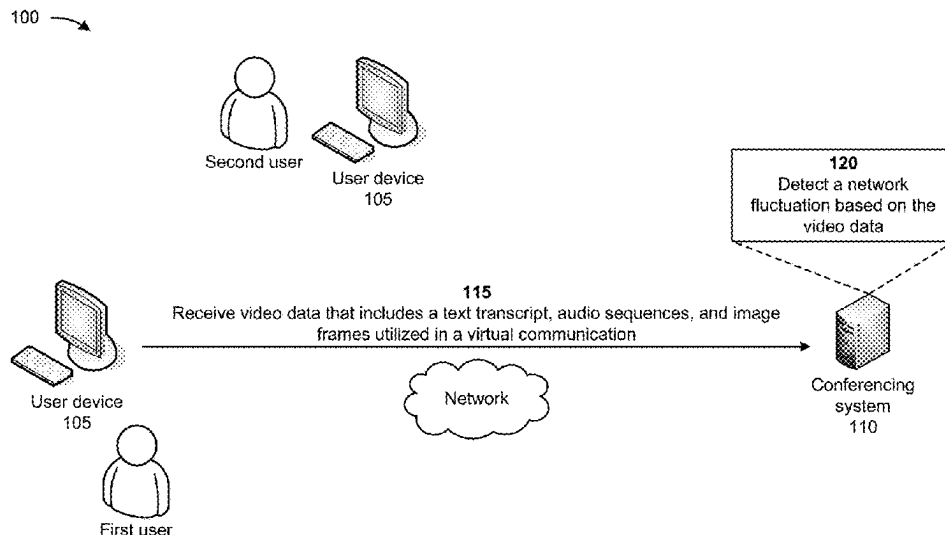 100
Second user
User device
105
120
Detect a network
fluctuation based on the
video data
115
Receive video data that includes a text transcript, audio sequences, and image
frames utilized in a virtual communication
User device
105
Network
Conferencing
system
110
First user